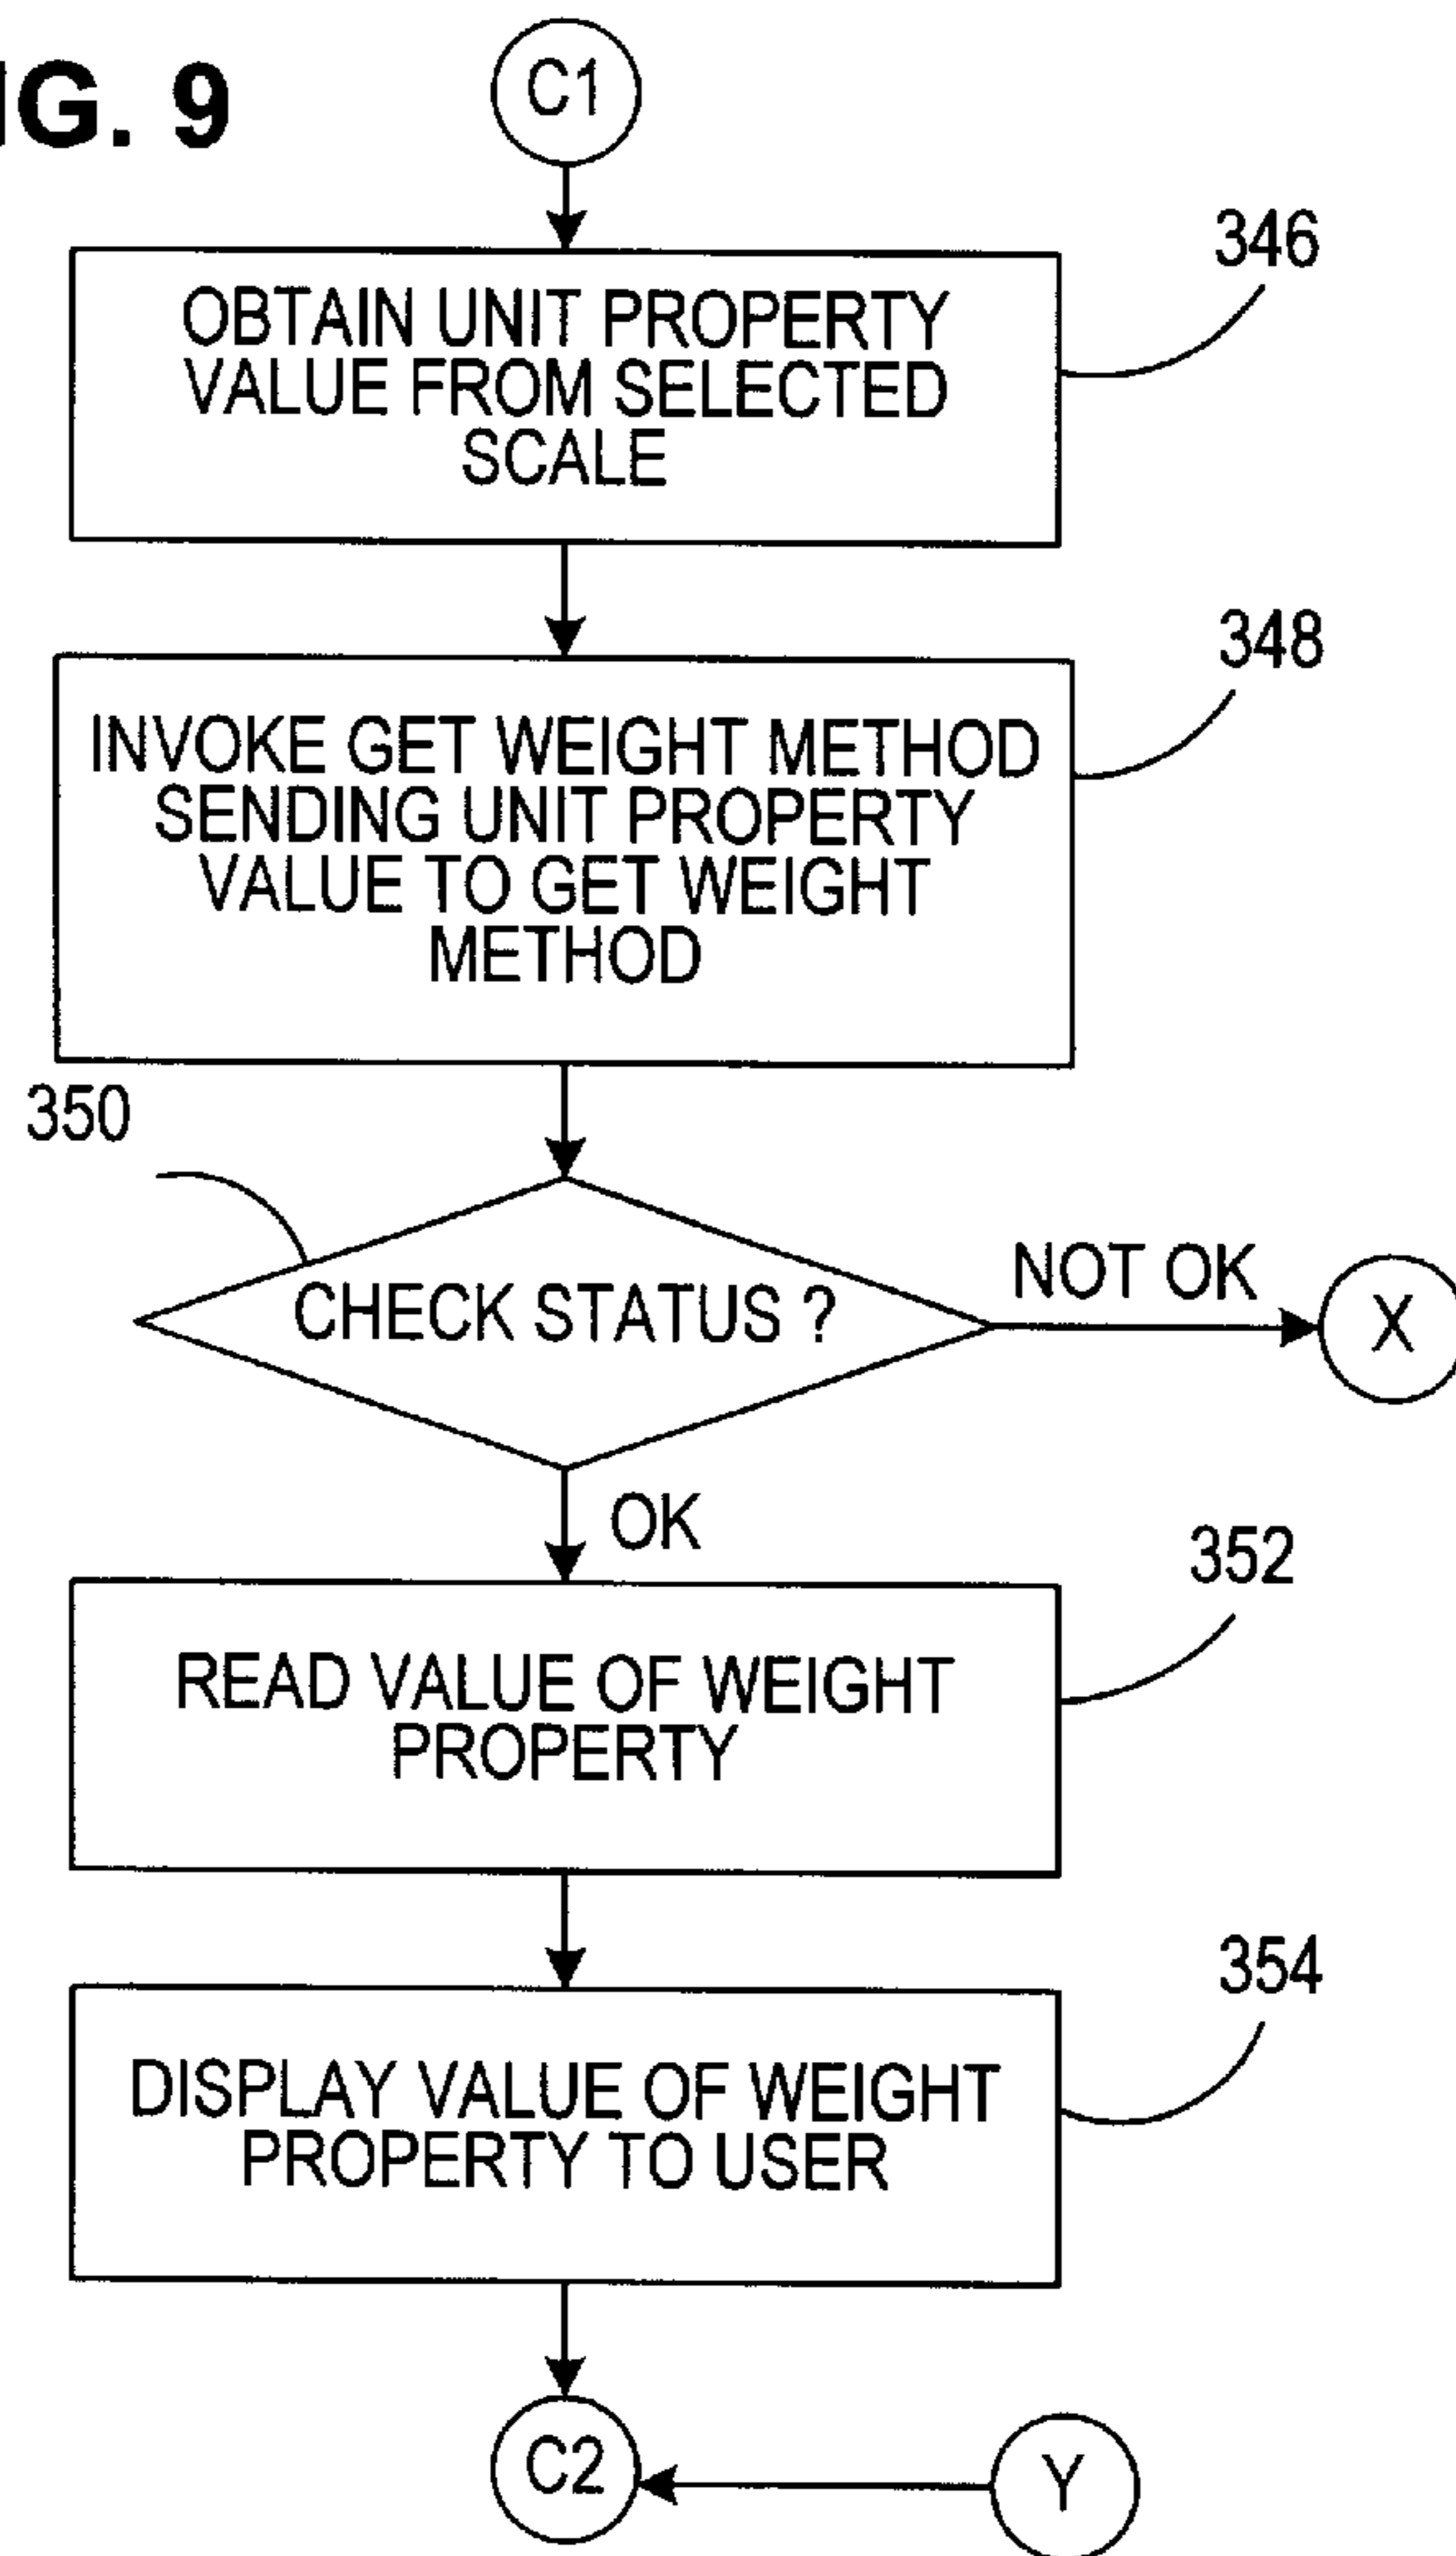 IG. 9
C1
346
OBTAIN UNIT PROPERTY
VALUE FROM SELECTED
SCALE
348
INVOKE GET WEIGHT METHOD
SENDING UNIT PROPERTY
VALUE TO GET WEIGHT
METHOD
350
CHECK STATUS ?
NOT OK
X
OK
352
READ VALUE OF WEIGHT
PROPERTY
354
DISPLAY VALUE OF WEIGHT
PROPERTY TO USER
C2
Y